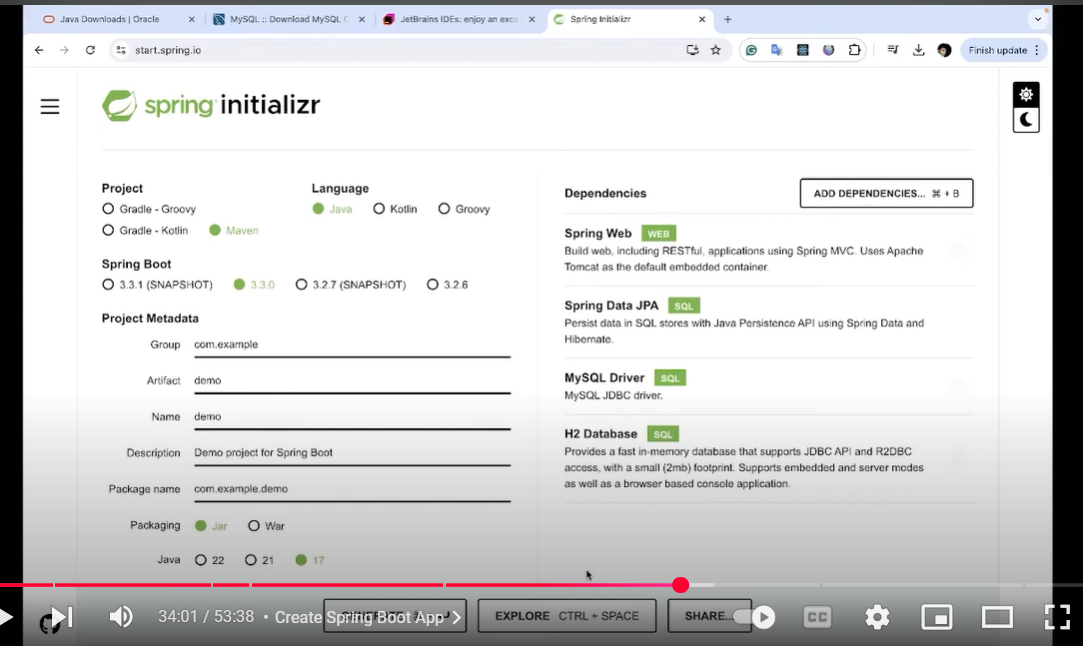 Java Downloads | Oracle
MySQL :: Download MySQL C
JetBrains IDEs: enjoy an exce
Spring Initializr
start.spring.io
Finish update
spring initializr
Project
Gradle - Groovy
Gradle - Kotlin
Maven
Language
Java
Kotlin
Groovy
Spring Boot
3.3.1 (SNAPSHOT)
3.3.0
3.2.7 (SNAPSHOT)
3.2.6
Project Metadata
Group com.example
Artifact demo
Name demo
Description Demo project for Spring Boot
Package name com.example.demo
Packaging Jar War
Java 22 21 17
Dependencies
ADD DEPENDENCIES... ⌘ + B
Spring Web WEB
Build web, including RESTful, applications using Spring MVC. Uses Apache
Tomcat as the default embedded container.
Spring Data JPA SQL
Persist data in SQL stores with Java Persistence API using Spring Data and
Hibernate.
MySQL Driver SQL
MySQL JDBC driver.
H2 Database SQL
Provides a fast in-memory database that supports JDBC API and R2DBC
access, with a small (2mb) footprint. Supports embedded and server modes
as well as a browser based console application.
34:01 / 53:38 • Create Spring Boot App
EXPLORE CTRL + SPACE
SHARE...
CC